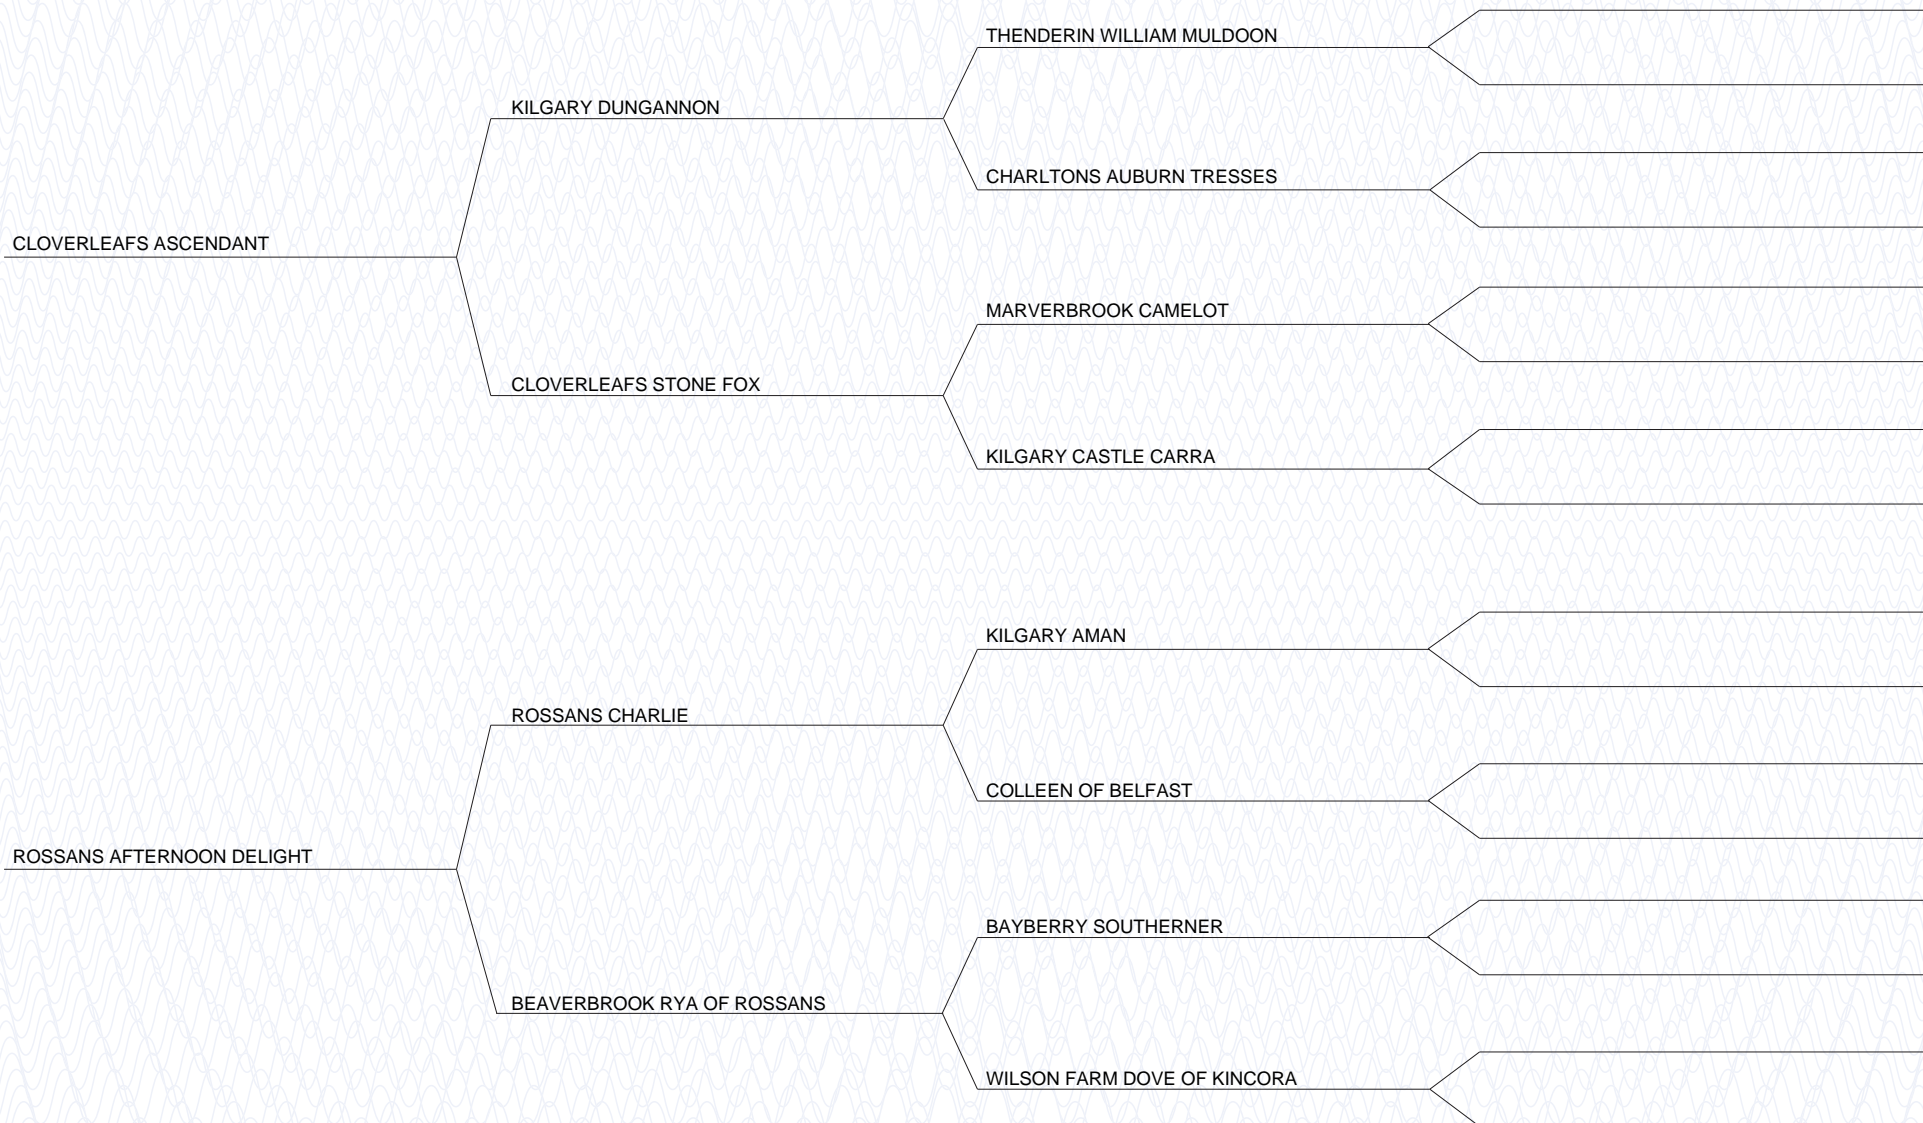 THENDERIN WILLIAM MULDOON
KILGARY DUNGANNON
CHARLTONS AUBURN TRESSES
CLOVERLEAFS ASCENDANT
MARVERBROOK CAMELOT
CLOVERLEAFS STONE FOX
KILGARY CASTLE CARRA
KILGARY AMAN
ROSSANS CHARLIE
COLLEEN OF BELFAST
ROSSANS AFTERNOON DELIGHT
BAYBERRY SOUTHERNER
BEAVERBROOK RYA OF ROSSANS
WILSON FARM DOVE OF KINCORA